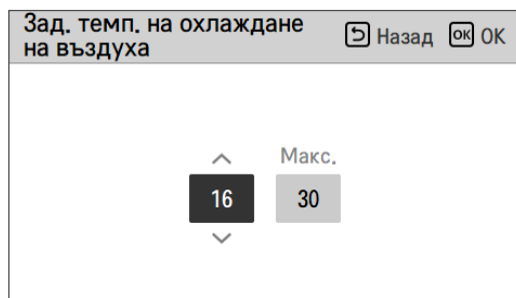 Зад. темп. на охлаждане
на въздуха
Назад OK OK
Макс.
16 30